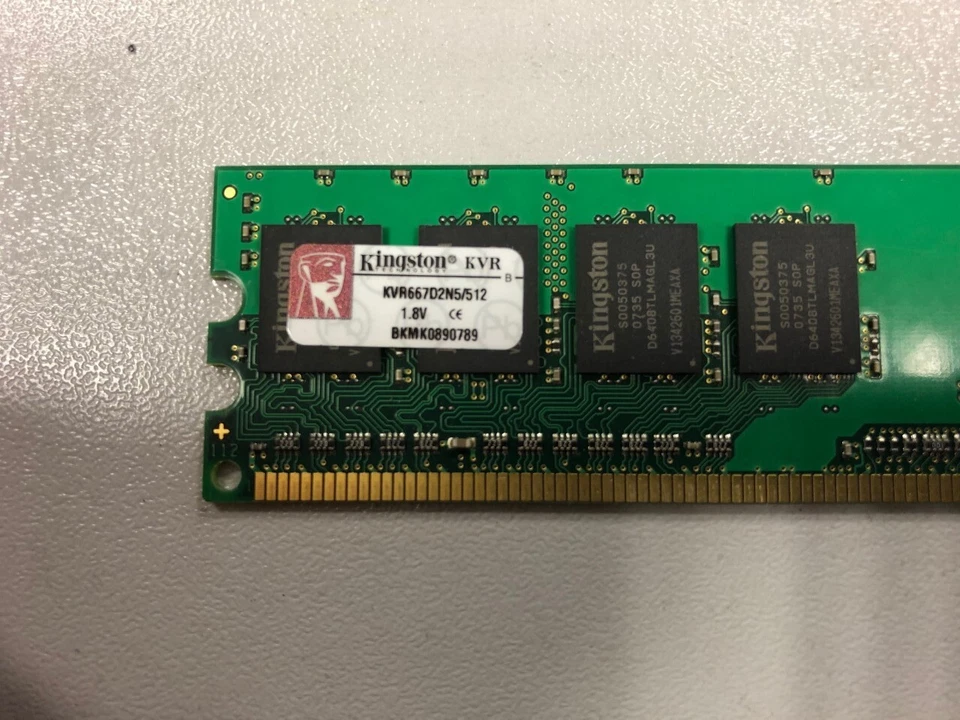 Kingston® KVR
TECHNOLOGY
B
KVR667D2N5/512
1.8V CE
BKMK0890789
Kingston
S0050375
0735 SOP
D6408TLMAGL3U
V1342601MEAXA
Kingston
S0050375
0735 SOP
D6408TLMAGL3U
V1342601MEAXA
112